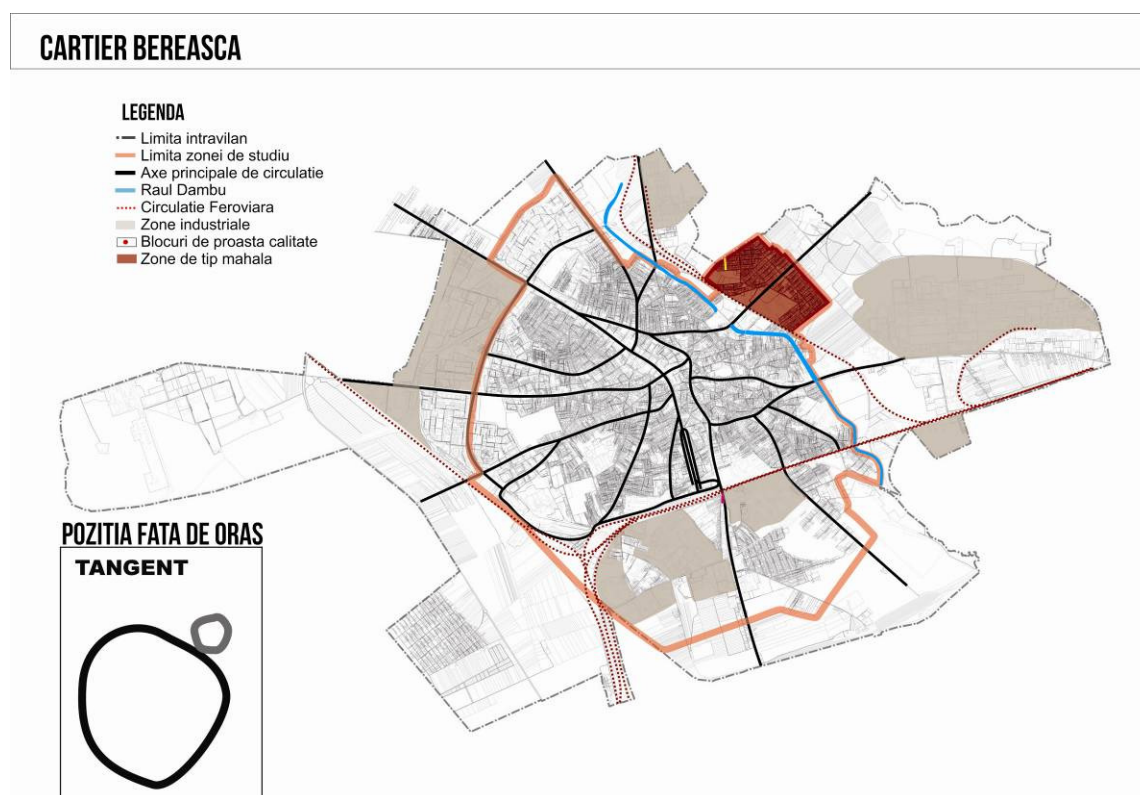 CARTIER BEREASCA
LEGENDA
Limita intravilan
Limita zonei de studiu
Axe principale de circulatie
Raul Dambu
Circulatie Feroviara
Zone industriale
Blocuri de proasta calitate
Zone de tip mahala
POZITIA FATA DE ORAS
TANGENT